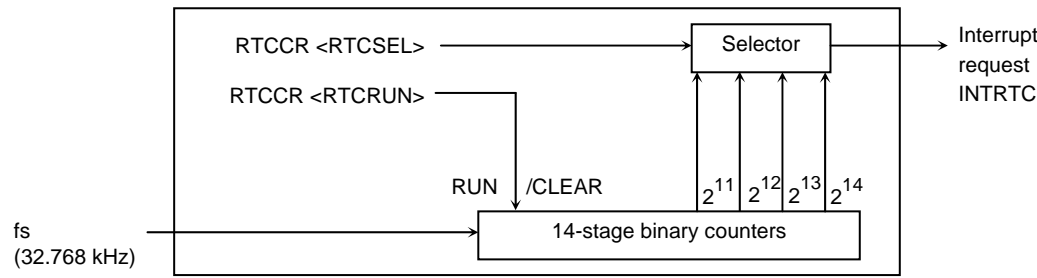 RTCCR <RTCSEL>
Selector
Interrupt
request
INTRTC
RTCCR <RTCRUN>
RUN /CLEAR
2^11 2^12 2^13 2^14
fs
(32.768 kHz)
14-stage binary counters